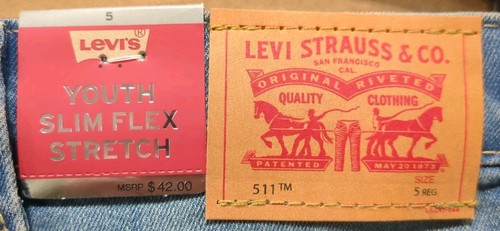 5
Levi's®
YOUTH
SLIM FLEX
STRETCH
MSRP $42.00
LEVI STRAUSS & CO.
SAN FRANCISCO
CAL.
ORIGINAL RIVETED
QUALITY CLOTHING
PATENTED MAY 20 1873
511™
SIZE
5 REG